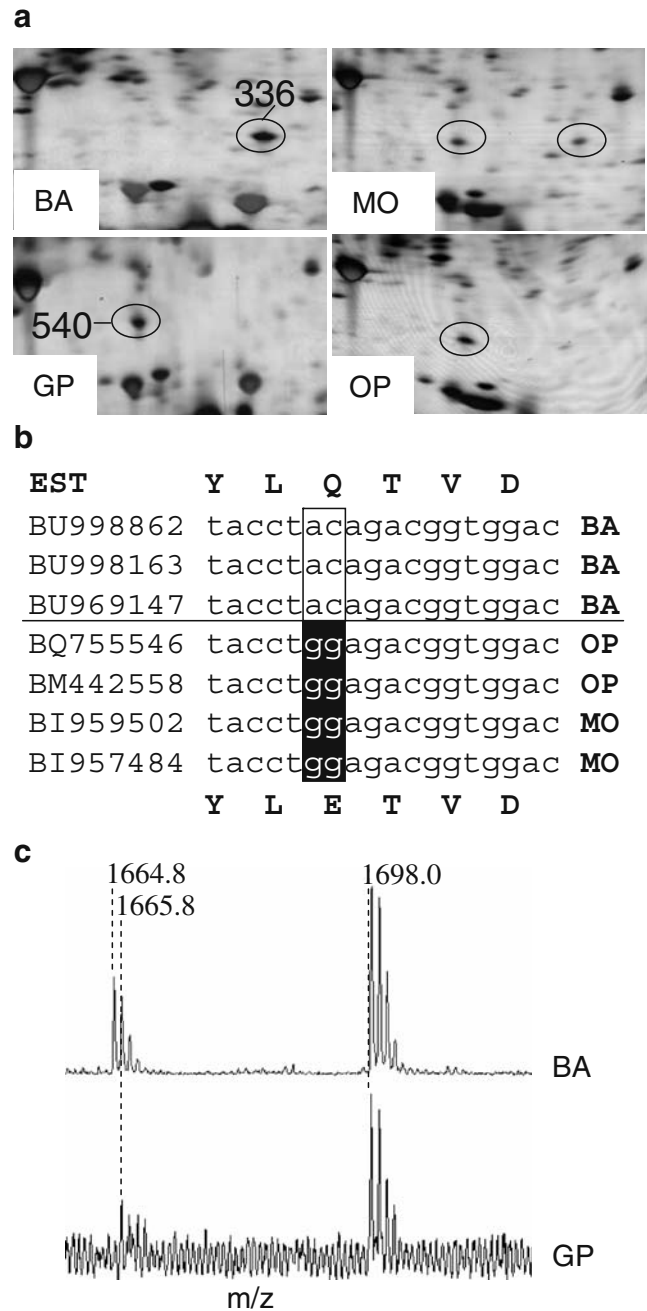 a
336
BA
MO
540
GP
OP
b
EST Y L Q T V D
BU998862 tacctacagacggtggac BA
BU998163 tacctacagacggtggac BA
BU969147 tacctacagacggtggac BA
BQ755546 tacctggagacggtggac OP
BM442558 tacctggagacggtggac OP
BI959502 tacctggagacggtggac MO
BI957484 tacctggagacggtggac MO
Y L E T V D
c
1664.8
1665.8
1698.0
BA
GP
m/z